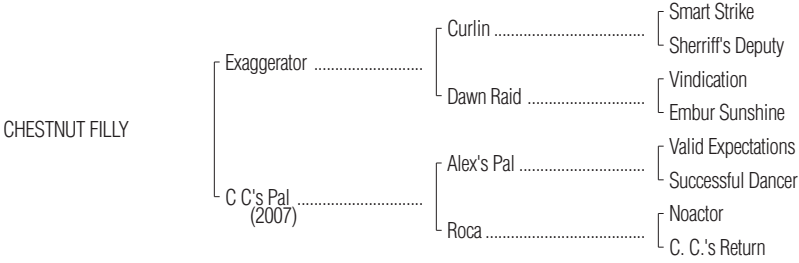 Smart Strike
Curlin ....................................
Sherriff's Deputy
Exaggerator ..........................
Vindication
Dawn Raid ............................
Embur Sunshine
CHESTNUT FILLY
Valid Expectations
Alex's Pal ..............................
Successful Dancer
C C's Pal ..............................
(2007)
Noactor
Roca .....................................
C. C.'s Return